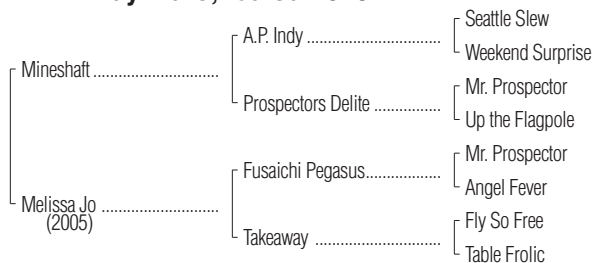 Seattle Slew
A.P. Indy
Weekend Surprise
Mineshaft
Mr. Prospector
Prospectors Delite
Up the Flagpole
Mr. Prospector
Fusaichi Pegasus
Angel Fever
Melissa Jo
(2005)
Fly So Free
Takeaway
Table Frolic